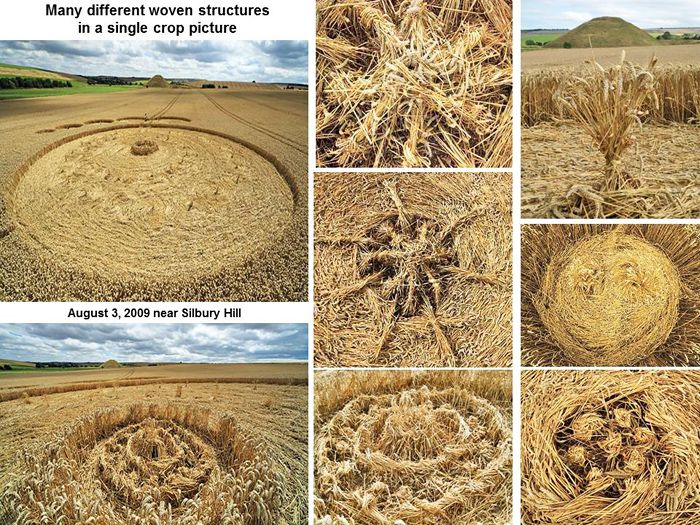 Many different woven structures
in a single crop picture
August 3, 2009 near Silbury Hill